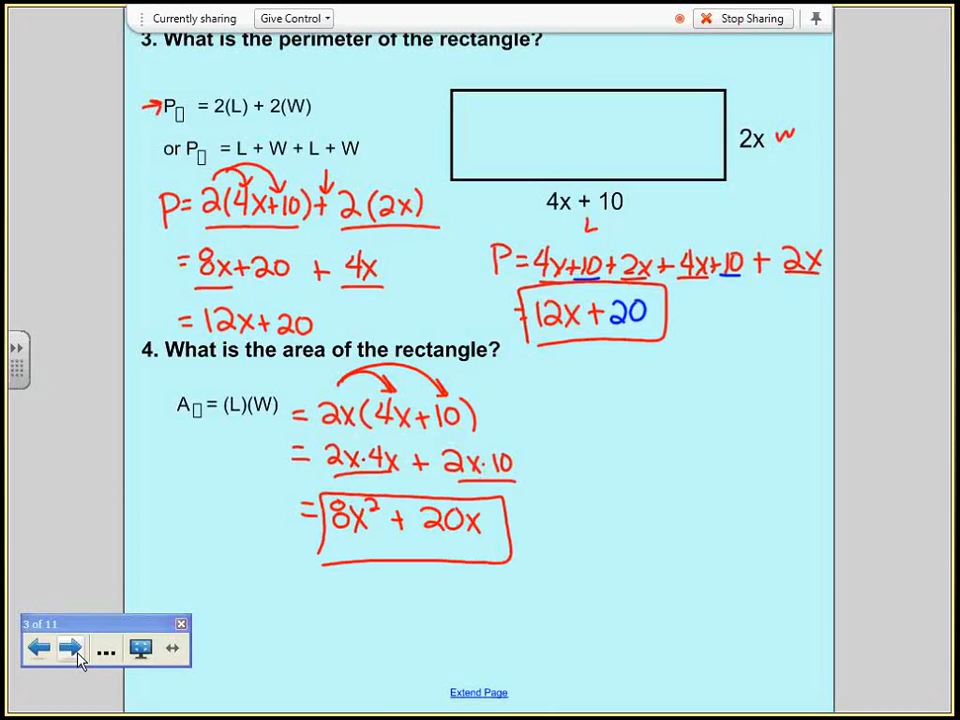 Currently sharing
Give Control
Stop Sharing
3. What is the perimeter of the rectangle?
P▯ = 2(L) + 2(W)
or P▯ = L + W + L + W
2x w
4x + 10
L
P= 2(4x+10)+ 2(2x)
= 8x+20 + 4x
= 12x+20
P=4x+10+2x+4x+10 + 2x
=12x+20
4. What is the area of the rectangle?
A▯ = (L)(W) = 2x(4x+10)
= 2x·4x + 2x·10
= 8x² + 20x
3 of 11
...
Extend Page